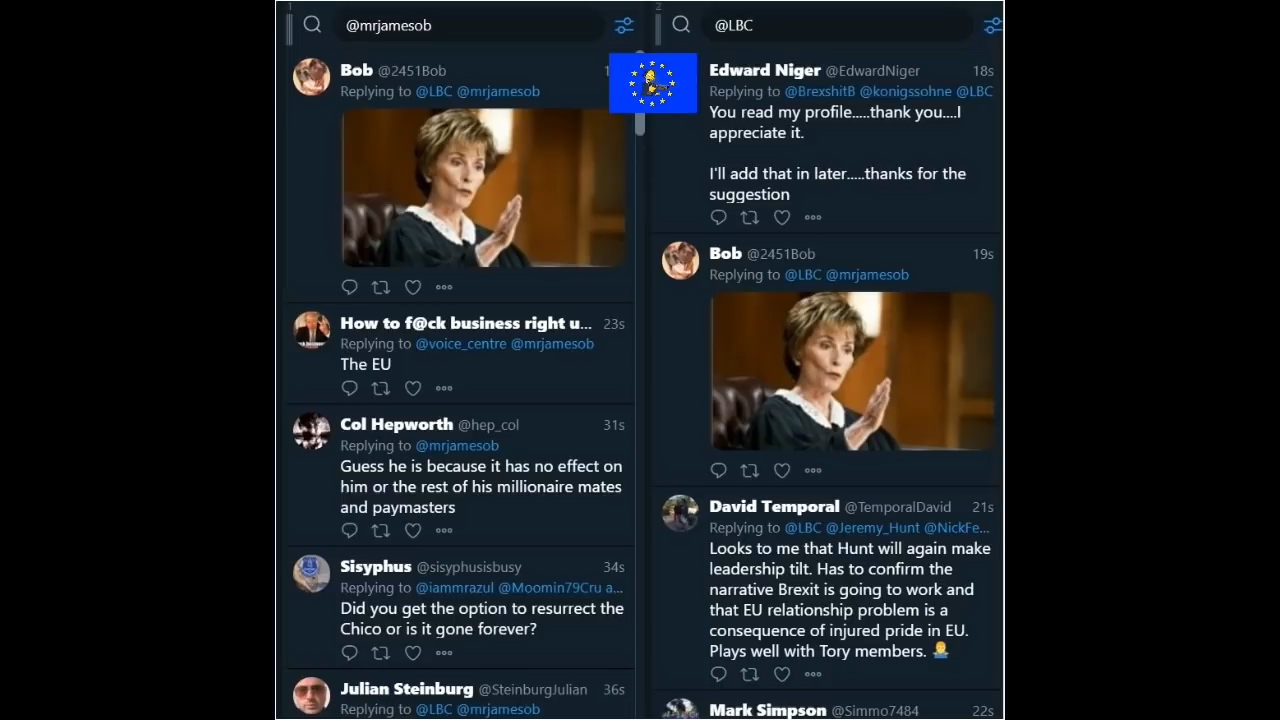 1
@mrjamesob
Bob @2451Bob
Replying to @LBC @mrjamesob
How to f@ck business right u... 23s
Replying to @voice_centre @mrjamesob
The EU
Col Hepworth @hep_col 31s
Replying to @mrjamesob
Guess he is because it has no effect on
him or the rest of his millionaire mates
and paymasters
Sisyphus @sisyphusisbusy 34s
Replying to @iammrazul @Moomin79Cru a...
Did you get the option to resurrect the
Chico or is it gone forever?
Julian Steinburg @SteinburgJulian 36s
Replying to @LBC @mrjamesob
2
@LBC
Edward Niger @EdwardNiger 18s
Replying to @BrexshitB @konigssohne @LBC
You read my profile.....thank you....I
appreciate it.
I'll add that in later.....thanks for the
suggestion
Bob @2451Bob 19s
Replying to @LBC @mrjamesob
David Temporal @TemporalDavid 21s
Replying to @LBC @Jeremy_Hunt @NickFe...
Looks to me that Hunt will again make
leadership tilt. Has to confirm the
narrative Brexit is going to work and
that EU relationship problem is a
consequence of injured pride in EU.
Plays well with Tory members.
Mark Simpson @Simmo7484 22s